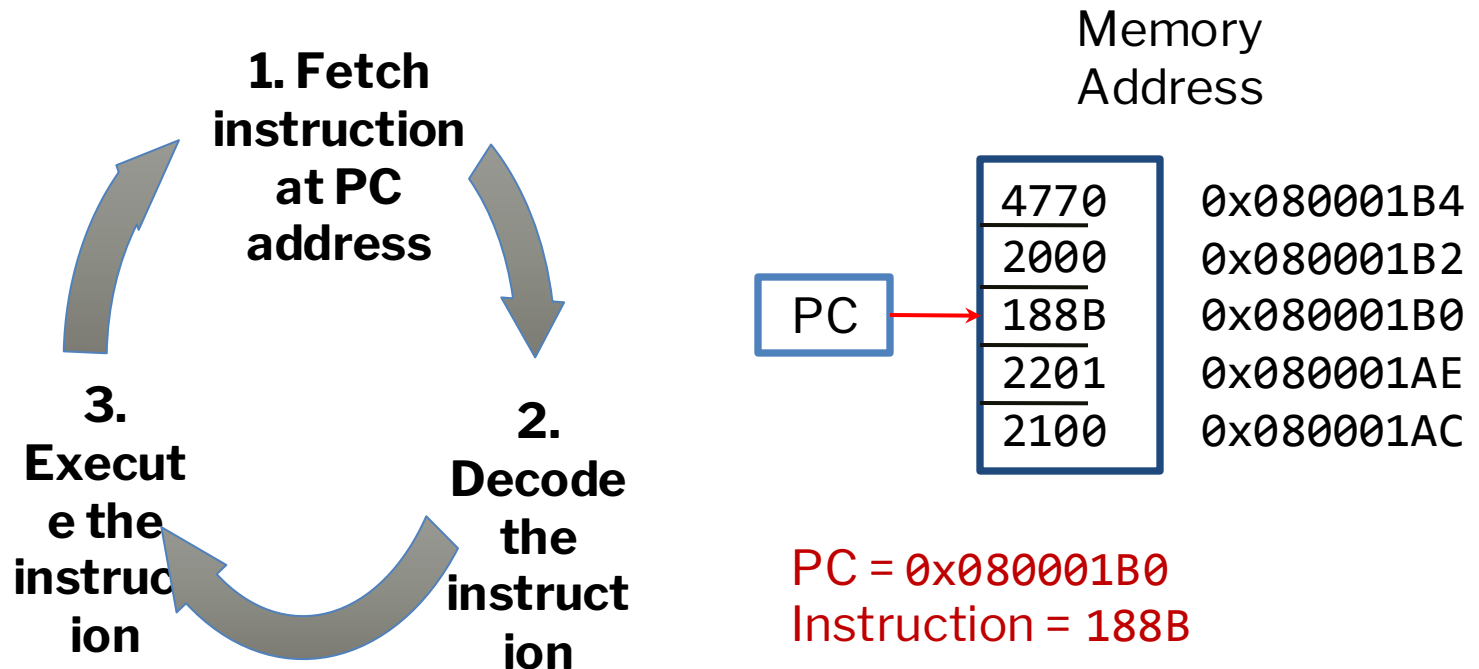 1. Fetch
instruction
at PC
address
2.
Decode
the
instruct
ion
3.
Execut
e the
instruc
ion
Memory
Address
4770 0x080001B4
2000 0x080001B2
PC 188B 0x080001B0
2201 0x080001AE
2100 0x080001AC
PC = 0x080001B0
Instruction = 188B